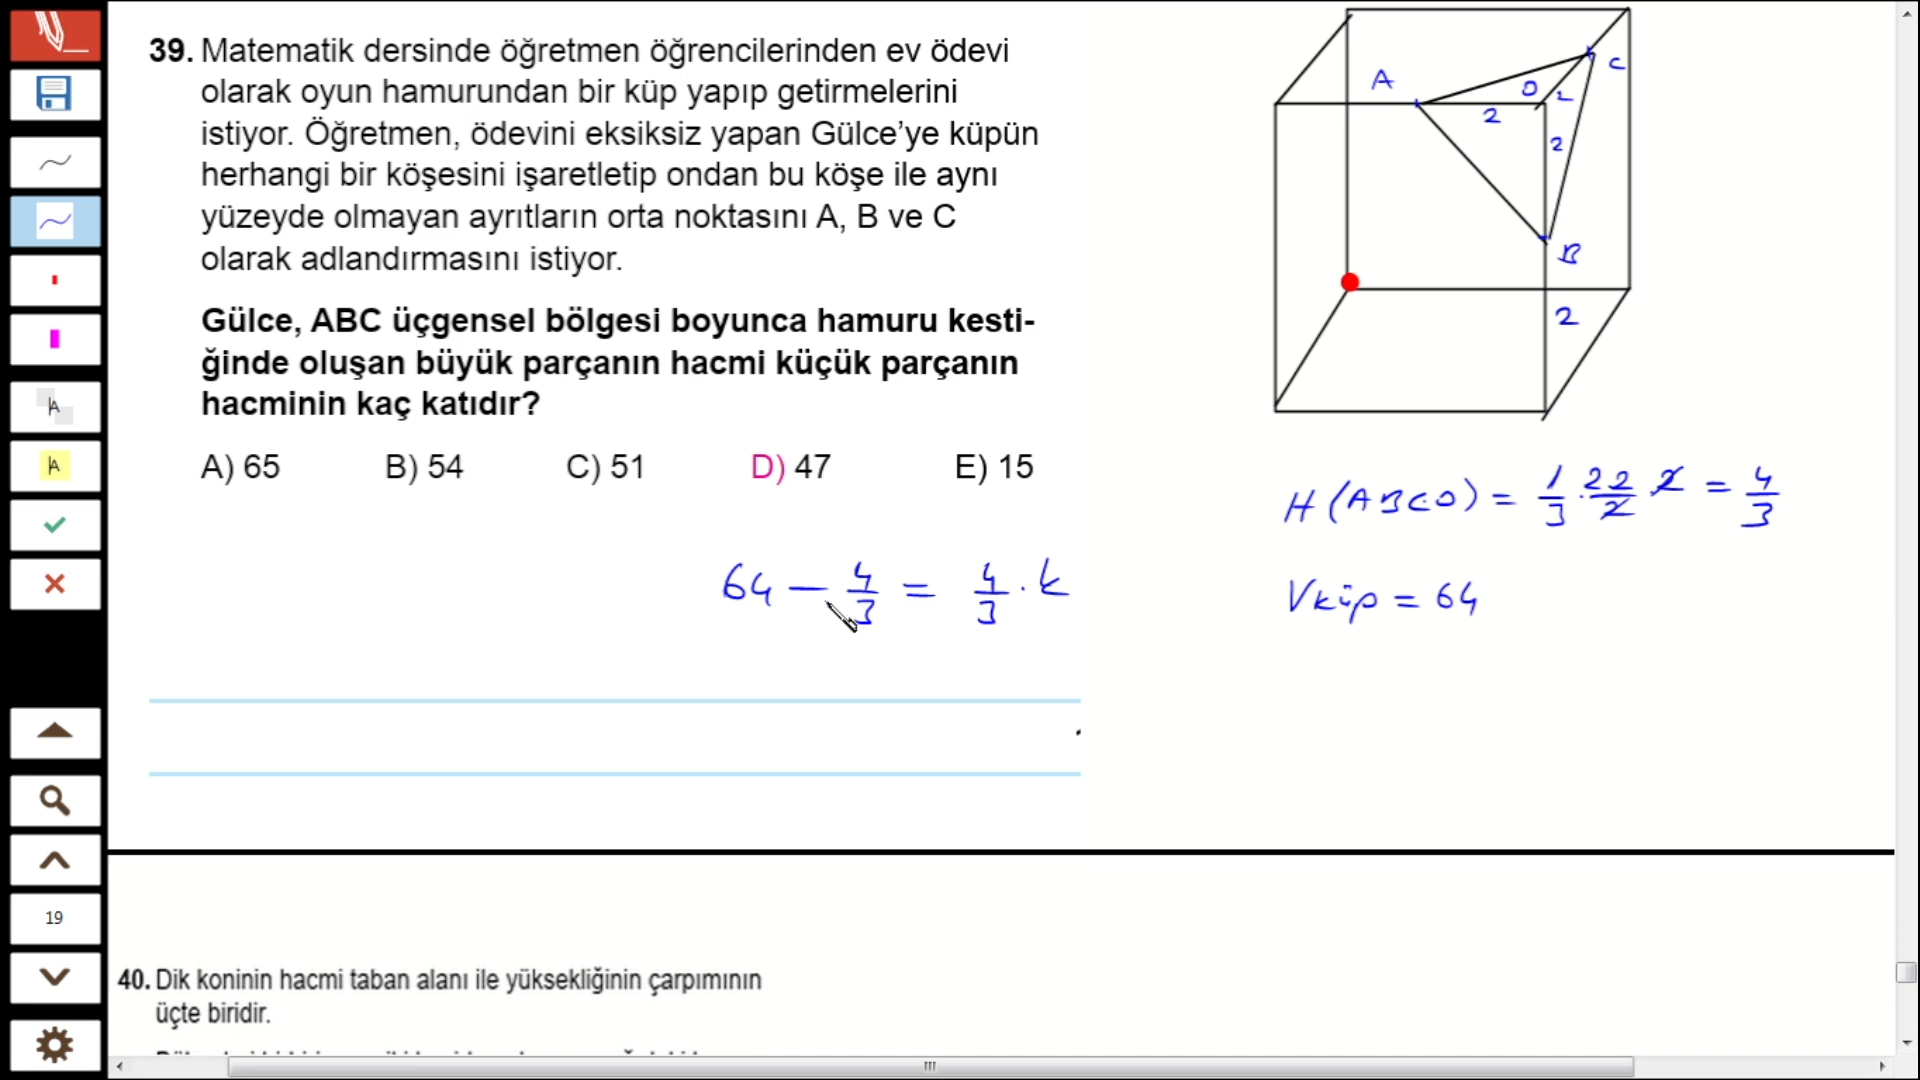 39. Matematik dersinde öğretmen öğrencilerinden ev ödevi
olarak oyun hamurundan bir küp yapıp getirmelerini
istiyor. Öğretmen, ödevini eksiksiz yapan Gülce'ye küpün
herhangi bir köşesini işaretletip ondan bu köşe ile aynı
yüzeyde olmayan ayrıtların orta noktasını A, B ve C
olarak adlandırmasını istiyor.
Gülce, ABC üçgensel bölgesi boyunca hamuru kesti-
ğinde oluşan büyük parçanın hacmi küçük parçanın
hacminin kaç katıdır?
A) 65 B) 54 C) 51 D) 47 E) 15
64 - 4/3 = 4/3 . k
A
O
C
2
2
2
B
2
H(ABCO) = 1/3 . 2 2/2 2 = 4/3
Vküp = 64
A
A
19
40. Dik koninin hacmi taban alanı ile yüksekliğinin çarpımının
üçte biridir.